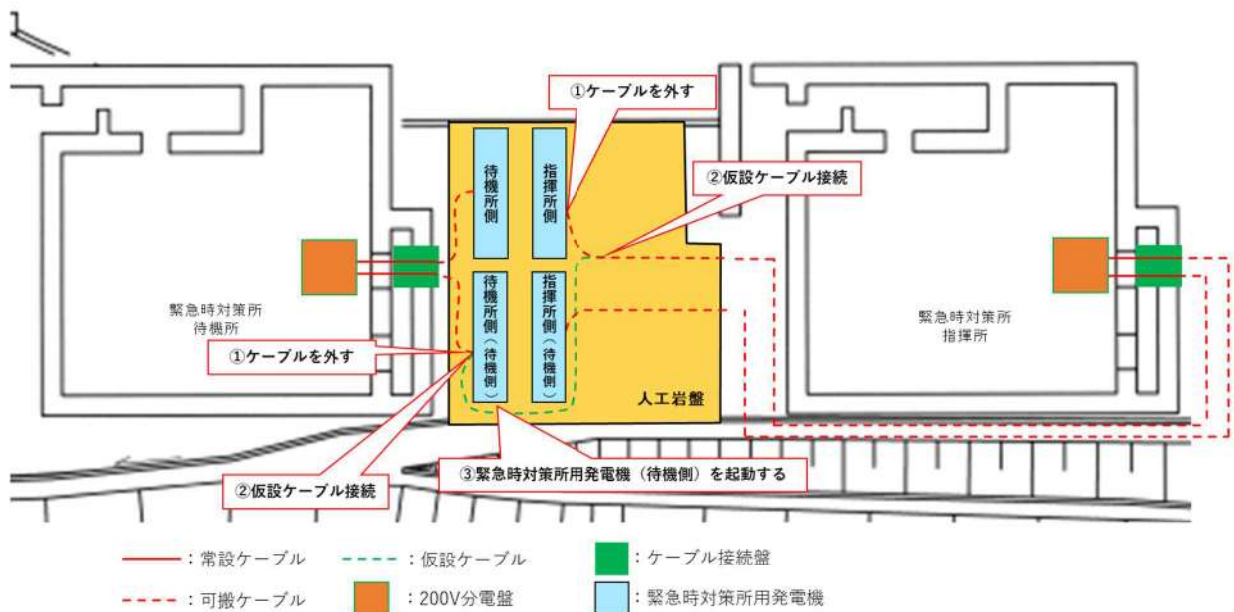 ①ケーブルを外す
②仮設ケーブル接続
待機所側
指揮所側
待機所側(待機側)
指揮所側(待機側)
緊急時対策所
待機所
緊急時対策所
指揮所
①ケーブルを外す
人工岩盤
②仮設ケーブル接続
③緊急時対策所用発電機（待機側）を起動する
：常設ケーブル
：仮設ケーブル
：ケーブル接続盤
：可搬ケーブル
：200V分電盤
：緊急時対策所用発電機